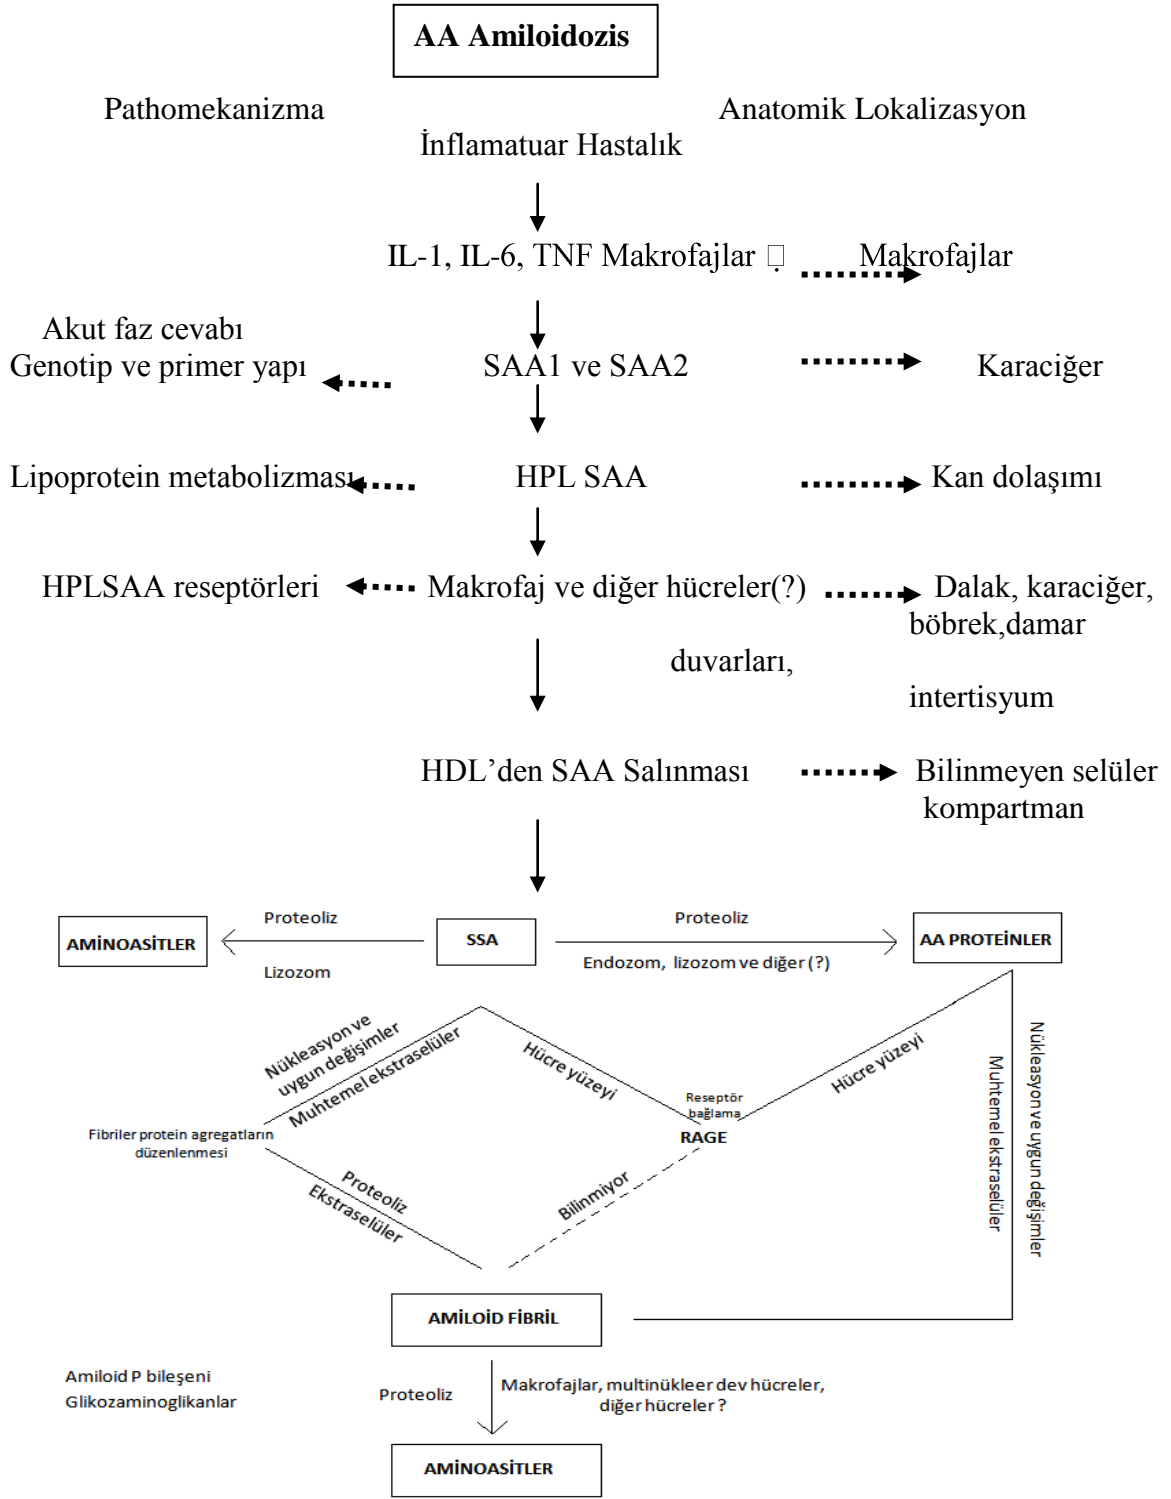 AA Amiloidozis
Pathomekanizma
Anatomik Lokalizasyon
İnflamatuar Hastalık
IL-1, IL-6, TNF Makrofajlar
Makrofajlar
Akut faz cevabı
Genotip ve primer yapı
SAA1 ve SAA2
Karaciğer
Lipoprotein metabolizması
HPL SAA
Kan dolaşımı
HPLSAA reseptörleri
Makrofaj ve diğer hücreler(?)
Dalak, karaciğer,
böbrek,damar
duvarları,
intertisyum
HDL’den SAA Salınması
Bilinmeyen selüler
kompartman
Proteoliz
Proteoliz
AMİNOASİTLER
SSA
AA PROTEİNLER
Lizozom
Endozom, lizozom ve diğer (?)
Nükleasyon ve
uygun değişimler
Muhtemel ekstraselüler
Hücre yüzeyi
Hücre yüzeyi
Nükleasyon ve uygun değişimler
Muhtemel ekstraselüler
Reseptör
bağlama
RAGE
Fibriler protein agregatların
düzenlenmesi
Proteoliz
Ekstraselüler
Bilinmiyor
AMİLOİD FİBRİL
Amiloid P bileşeni
Glikozaminoglikanlar
Proteoliz
Makrofajlar, multinükleer dev hücreler,
diğer hücreler ?
AMİNOASİTLER